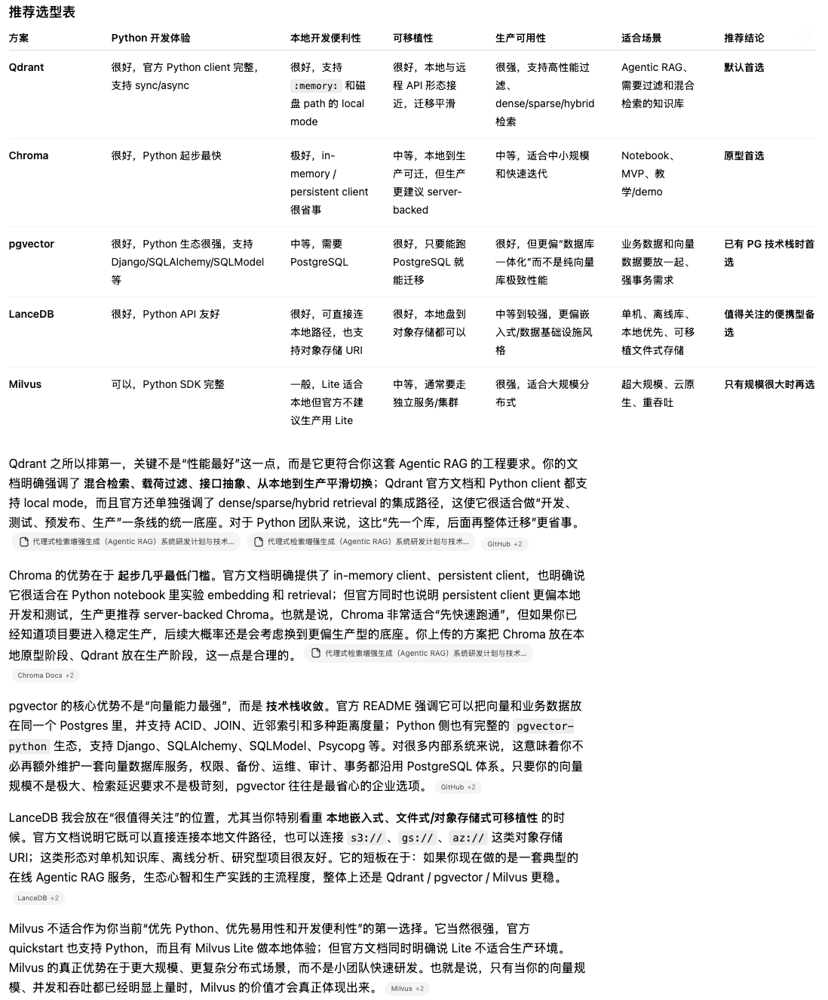 推荐选型表
方案 Python 开发体验 本地开发便利性 可移植性 生产可用性 适合场景 推荐结论
Qdrant 很好，官方 Python client 完整，支持 sync/async 很好，支持 :memory: 和磁盘 path 的 local mode 很好，本地与远程 API 形态接近，迁移平滑 很强，支持高性能过滤、dense/sparse/hybrid 检索 Agentic RAG、需要过滤和混合检索的知识库 默认首选
Chroma 很好，Python 起步最快 极好，in-memory / persistent client 很省事 中等，本地到生产可迁，但生产更建议 server-backed 中等，适合中小规模和快速迭代 Notebook、MVP、教学/demo 原型首选
pgvector 很好，Python 生态很强，支持 Django/SQLAlchemy/SQLModel 等 中等，需要 PostgreSQL 很好，只要能跑 PostgreSQL 就能迁移 很好，但更偏“数据库一体化”而不是纯向量库极致性能 业务数据和向量数据要放一起、强事务需求 已有 PG 技术栈时首选
LanceDB 很好，Python API 友好 很好，可直接连本地路径，也支持对象存储 URI 很好，本地盘到对象存储都可以 中等到较强，更偏嵌入式/数据基础设施风格 单机、离线库、本地优先、可移植文件式存储 值得关注的便携型备选
Milvus 可以，Python SDK 完整 一般，Lite 适合本地但官方不建议生产用 Lite 中等，通常要走独立服务/集群 很强，适合大规模分布式 超大规模、云原生、重吞吐 只有规模很大时再选
Qdrant 之所以排第一，关键不是“性能最好”这一点，而是它更符合你这套 Agentic RAG 的工程要求。你的文
档明确强调了 混合检索、载荷过滤、接口抽象、从本地到生产平滑切换；Qdrant 官方文档和 Python client 都支
持 local mode，而且官方还单独强调了 dense/sparse/hybrid retrieval 的集成路径，这使它很适合做“开发、
测试、预发布、生产”一条线的统一底座。对于 Python 团队来说，这比“先一个库，后面再整体迁移”更省事。
代理式检索增强生成（Agentic RAG）系统研发计划与技术... 代理式检索增强生成（Agentic RAG）系统研发计划与技术... GitHub +2
Chroma 的优势在于 起步几乎最低门槛。官方文档明确提供了 in-memory client、persistent client，也明确说
它很适合在 Python notebook 里实验 embedding 和 retrieval；但官方同时也说明 persistent client 更偏本地
开发和测试，生产更推荐 server-backed Chroma。也就是说，Chroma 非常适合“先快速跑通”，但如果你已
经知道项目要进入稳定生产，后续大概率还是会考虑换到更偏生产型的底座。你上传的方案把 Chroma 放在本
地原型阶段、Qdrant 放在生产阶段，这一点是合理的。 代理式检索增强生成（Agentic RAG）系统研发计划与技术...
Chroma Docs +2
pgvector 的核心优势不是“向量能力最强”，而是 技术栈收敛。官方 README 强调它可以把向量和业务数据放
在同一个 Postgres 里，并支持 ACID、JOIN、近邻索引和多种距离度量；Python 侧也有完整的 pgvector-
python 生态，支持 Django、SQLAlchemy、SQLModel、Psycopg 等。对很多内部系统来说，这意味着你不
必再额外维护一套向量数据库服务，权限、备份、运维、审计、事务都沿用 PostgreSQL 体系。只要你的向量
规模不是极大、检索延迟要求不是极苛刻，pgvector 往往是最省心的企业选项。 GitHub +2
LanceDB 我会放在“很值得关注”的位置，尤其当你特别看重 本地嵌入式、文件式/对象存储式可移植性 的时
候。官方文档说明它既可以直接连接本地文件路径，也可以连接 s3://、gs://、az:// 这类对象存储
URI；这类形态对单机知识库、离线分析、研究型项目很友好。它的短板在于：如果你现在做的是一套典型的
在线 Agentic RAG 服务，生态心智和生产实践的主流程度，整体上还是 Qdrant / pgvector / Milvus 更稳。
LanceDB +2
Milvus 不适合作为你当前“优先 Python、优先易用性和开发便利性”的第一选择。它当然很强，官方
quickstart 也支持 Python，而且有 Milvus Lite 做本地体验；但官方文档同时明确说 Lite 不适合生产环境。
Milvus 的真正优势在于更大规模、更复杂分布式场景，而不是小团队快速研发。也就是说，只有当你的向量规
模、并发和吞吐都已经明显上量时，Milvus 的价值才会真正体现出来。 Milvus +2